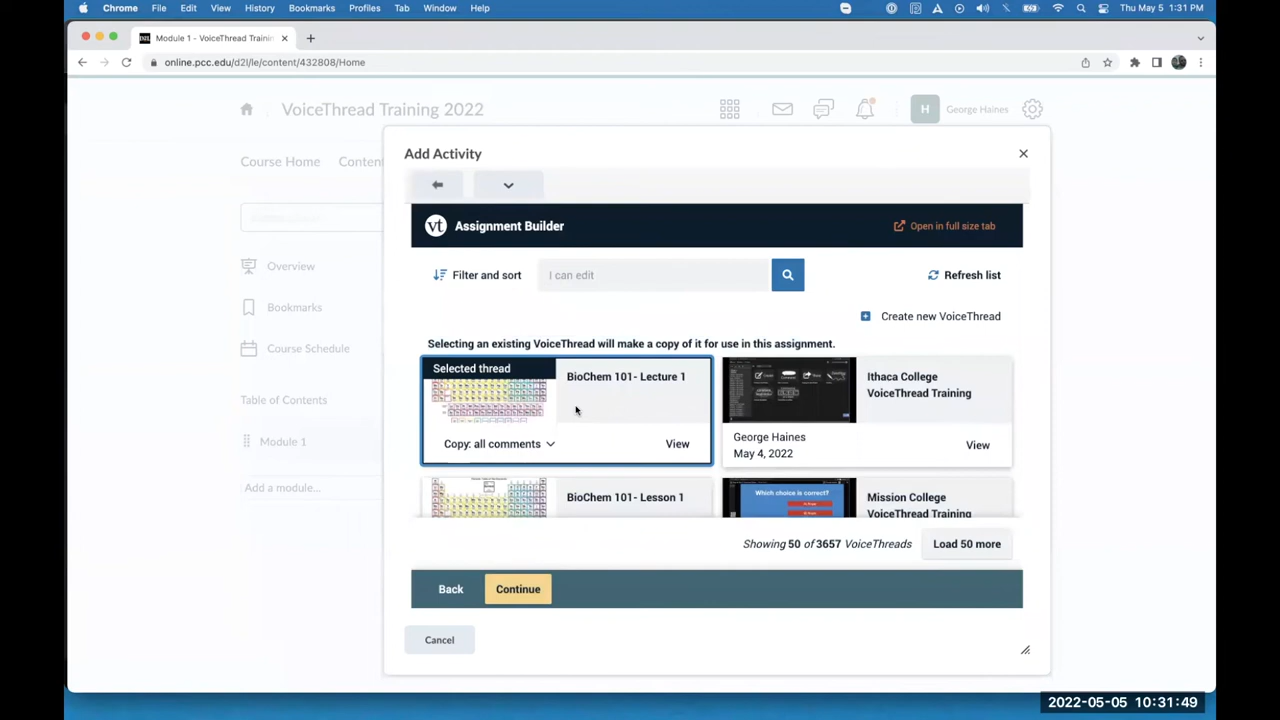 Chrome File Edit View History Bookmarks Profiles Tab Window Help Thu May 5 1:31 PM
D2L Module 1 - VoiceThread Trainin
online.pcc.edu/d2l/le/content/432808/Home
VoiceThread Training 2022
H George Haines
Course Home Conten
Overview
Bookmarks
Course Schedule
Table of Contents
Module 1
Add a module...
Add Activity
vt Assignment Builder Open in full size tab
Filter and sort I can edit Refresh list
Create new VoiceThread
Selecting an existing VoiceThread will make a copy of it for use in this assignment.
Selected thread
BioChem 101- Lecture 1
Copy: all comments View
Ithaca College
VoiceThread Training
George Haines
May 4, 2022
View
BioChem 101- Lesson 1
Which choice is correct?
Mission College
VoiceThread Training
Showing 50 of 3657 VoiceThreads Load 50 more
Back Continue
Cancel
2022-05-05 10:31:49